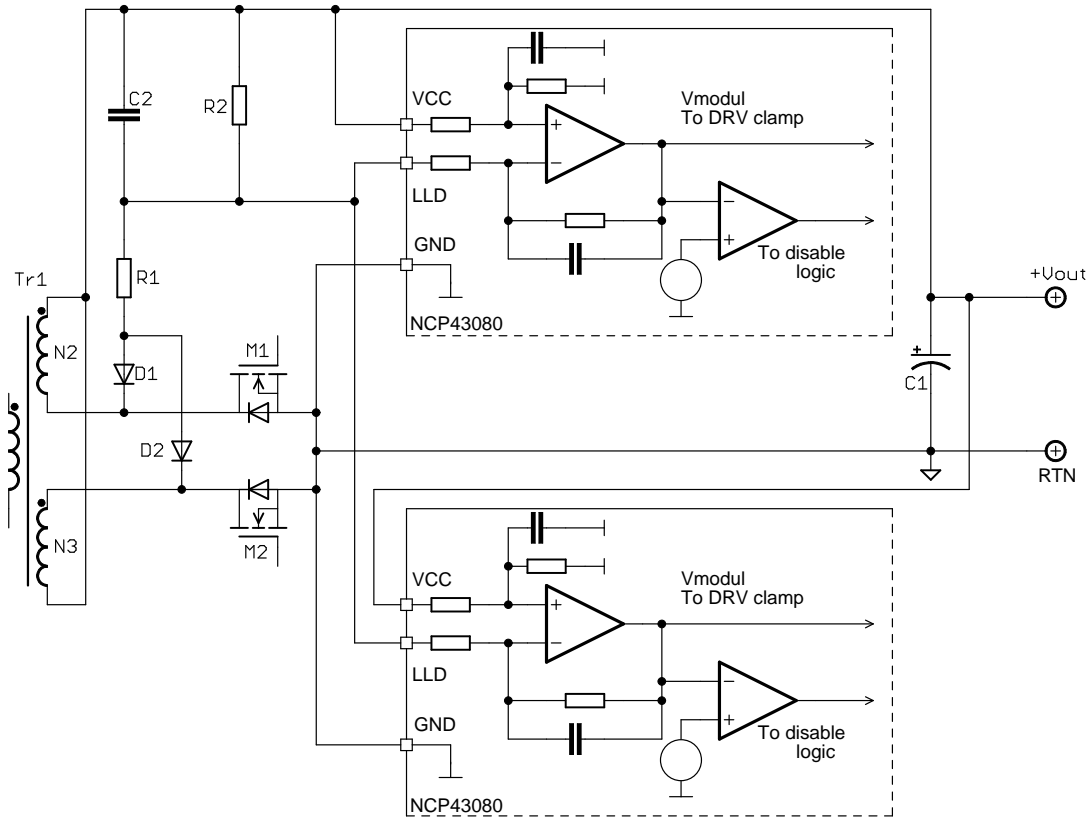 C2
R2
VCC
Vmodul
To DRV clamp
+
−
LLD
−
+
To disable
logic
GND
NCP43080
R1
Tr1
+Vout
N2
D1
M1
+
C1
D2
RTN
N3
M2
VCC
Vmodul
To DRV clamp
+
−
LLD
−
+
To disable
logic
GND
NCP43080